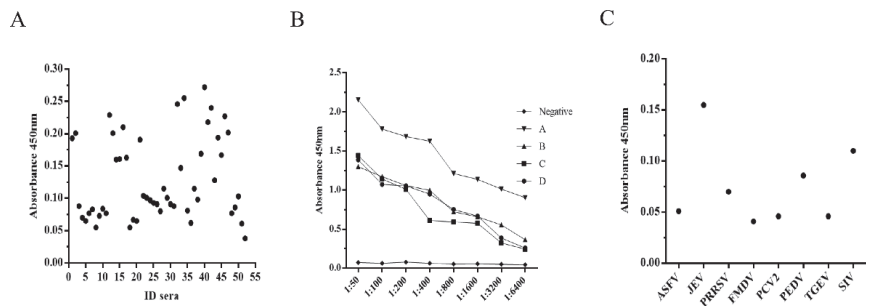 A
B
C
Absorbance 450nm
0.30
0.25
0.20
0.15
0.10
0.05
0.00
0 5 10 15 20 25 30 35 40 45 50 55
ID sera
Absorbance 450nm
2.5
2.0
1.5
1.0
0.5
0.0
1:50 1:100 1:200 1:400 1:800 1:1600 1:3200 1:6400
Negative
A
B
C
D
Absorbance 450nm
0.20
0.15
0.10
0.05
0.00
ASFV JEV PRRSV FMDV PCV2 PEDV TGEV SIV